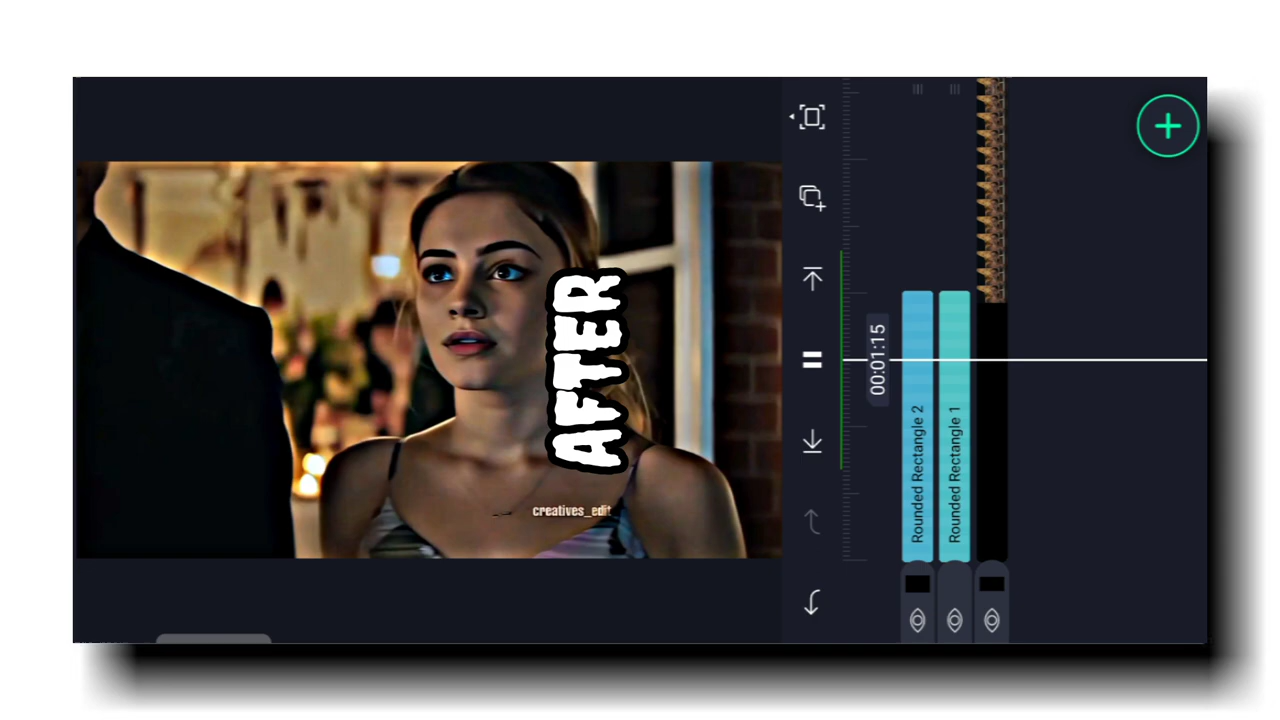 AFTER
creatives_edit
00:01:15
Rounded Rectangle 2
Rounded Rectangle 1